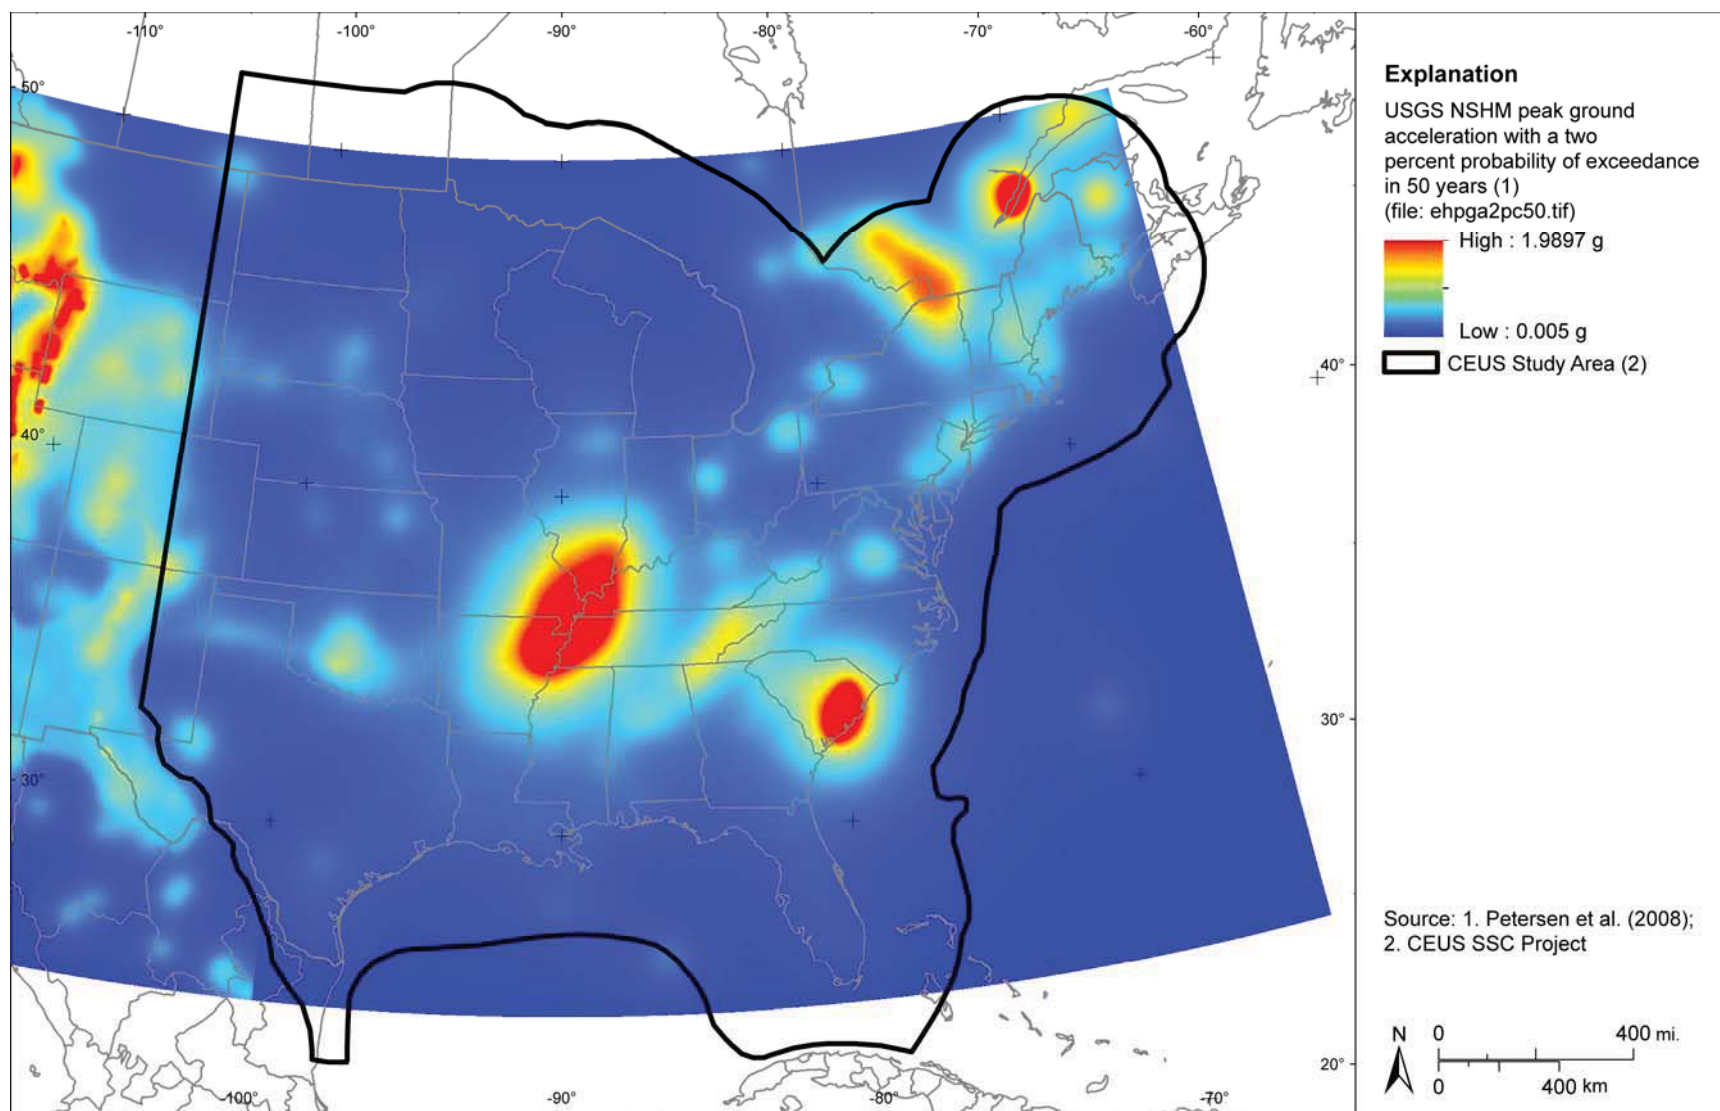 -110°
-100°
-90°
-80°
-70°
-60°
50°
40°
30°
40°
30°
20°
-100°
-90°
-80°
-70°
Explanation
USGS NSHM peak ground
acceleration with a two
percent probability of exceedance
in 50 years (1)
(file: ehpga2pc50.tif)
High : 1.9897 g
Low : 0.005 g
CEUS Study Area (2)
Source: 1. Petersen et al. (2008);
2. CEUS SSC Project
N
0 400 mi.
0 400 km